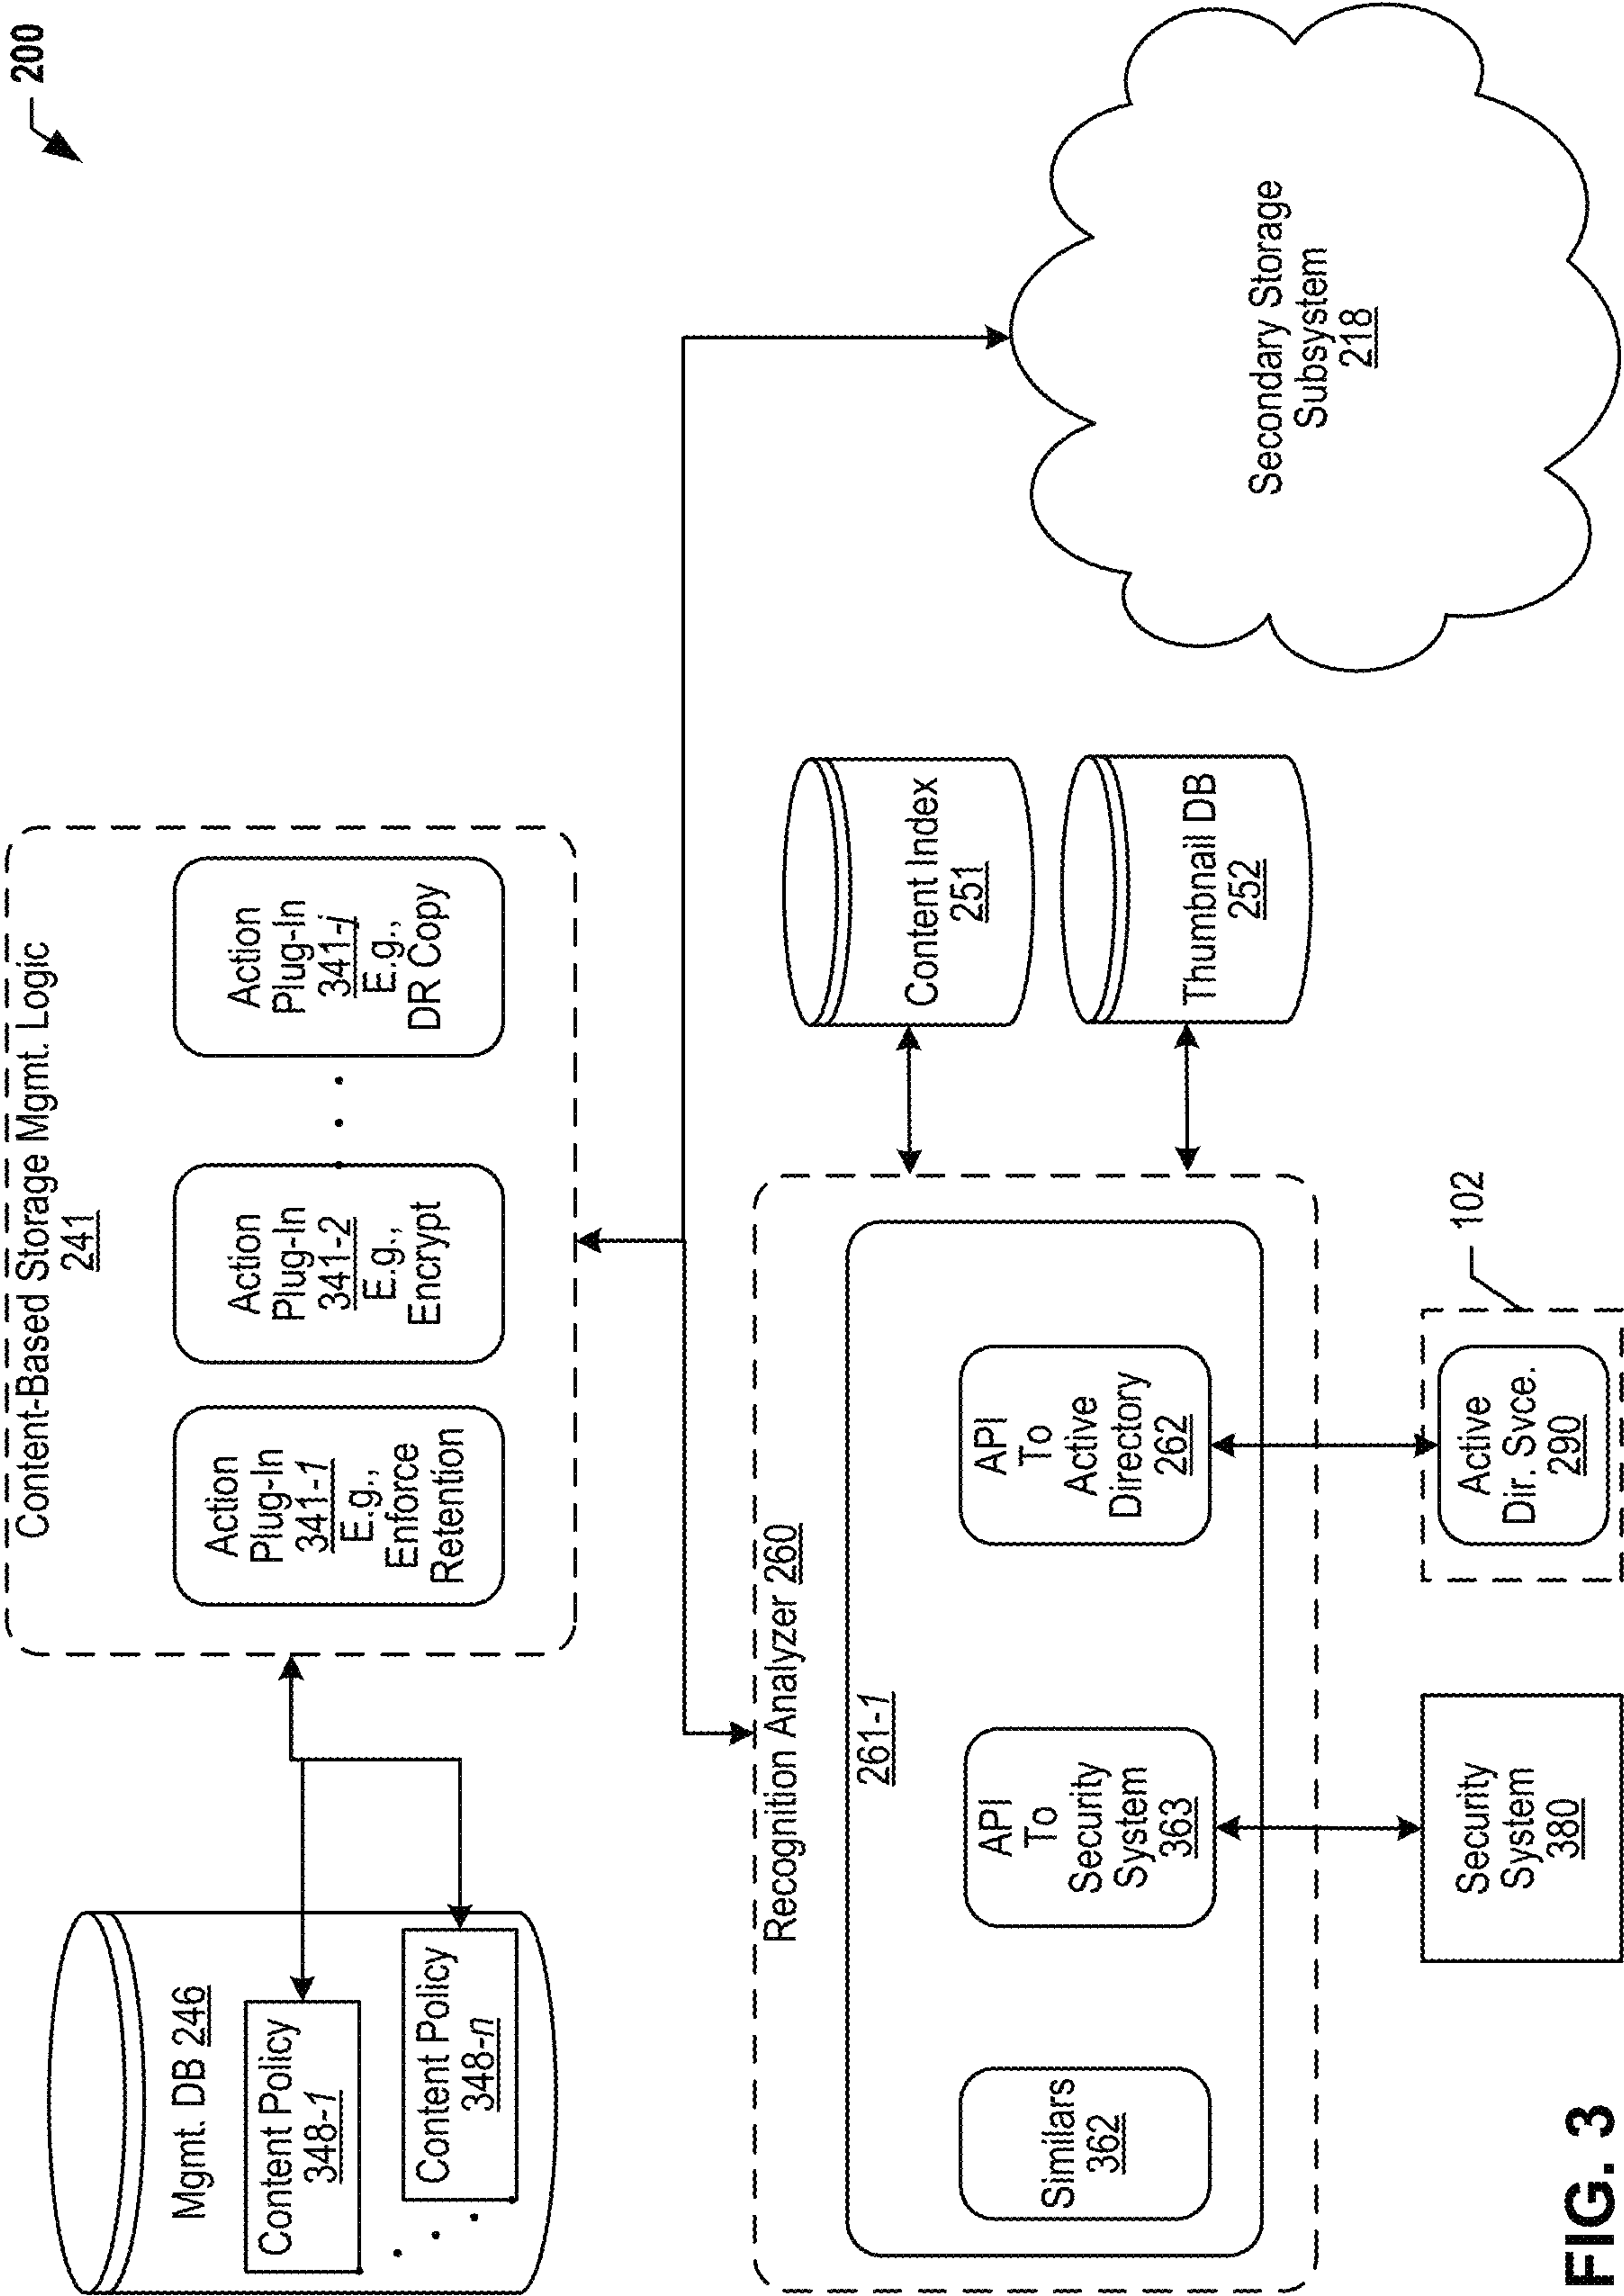 200
Content-Based Storage Mgmt. Logic
241
Mgmt. DB 246
Content Policy
348-1
Content Policy
348-n
Action
Plug-In
341-1
E.g.,
Enforce
Retention
Action
Plug-In
341-2
E.g.,
Encrypt
. . .
Action
Plug-In
341-j
E.g.,
DR Copy
Recognition Analyzer 260
261-1
Similars
362
API
To
Security
System
363
API
To
Active
Directory
262
Content Index
251
Thumbnail DB
252
Secondary Storage
Subsystem
218
Security
System
380
Active
Dir. Svce.
290
102
FIG. 3